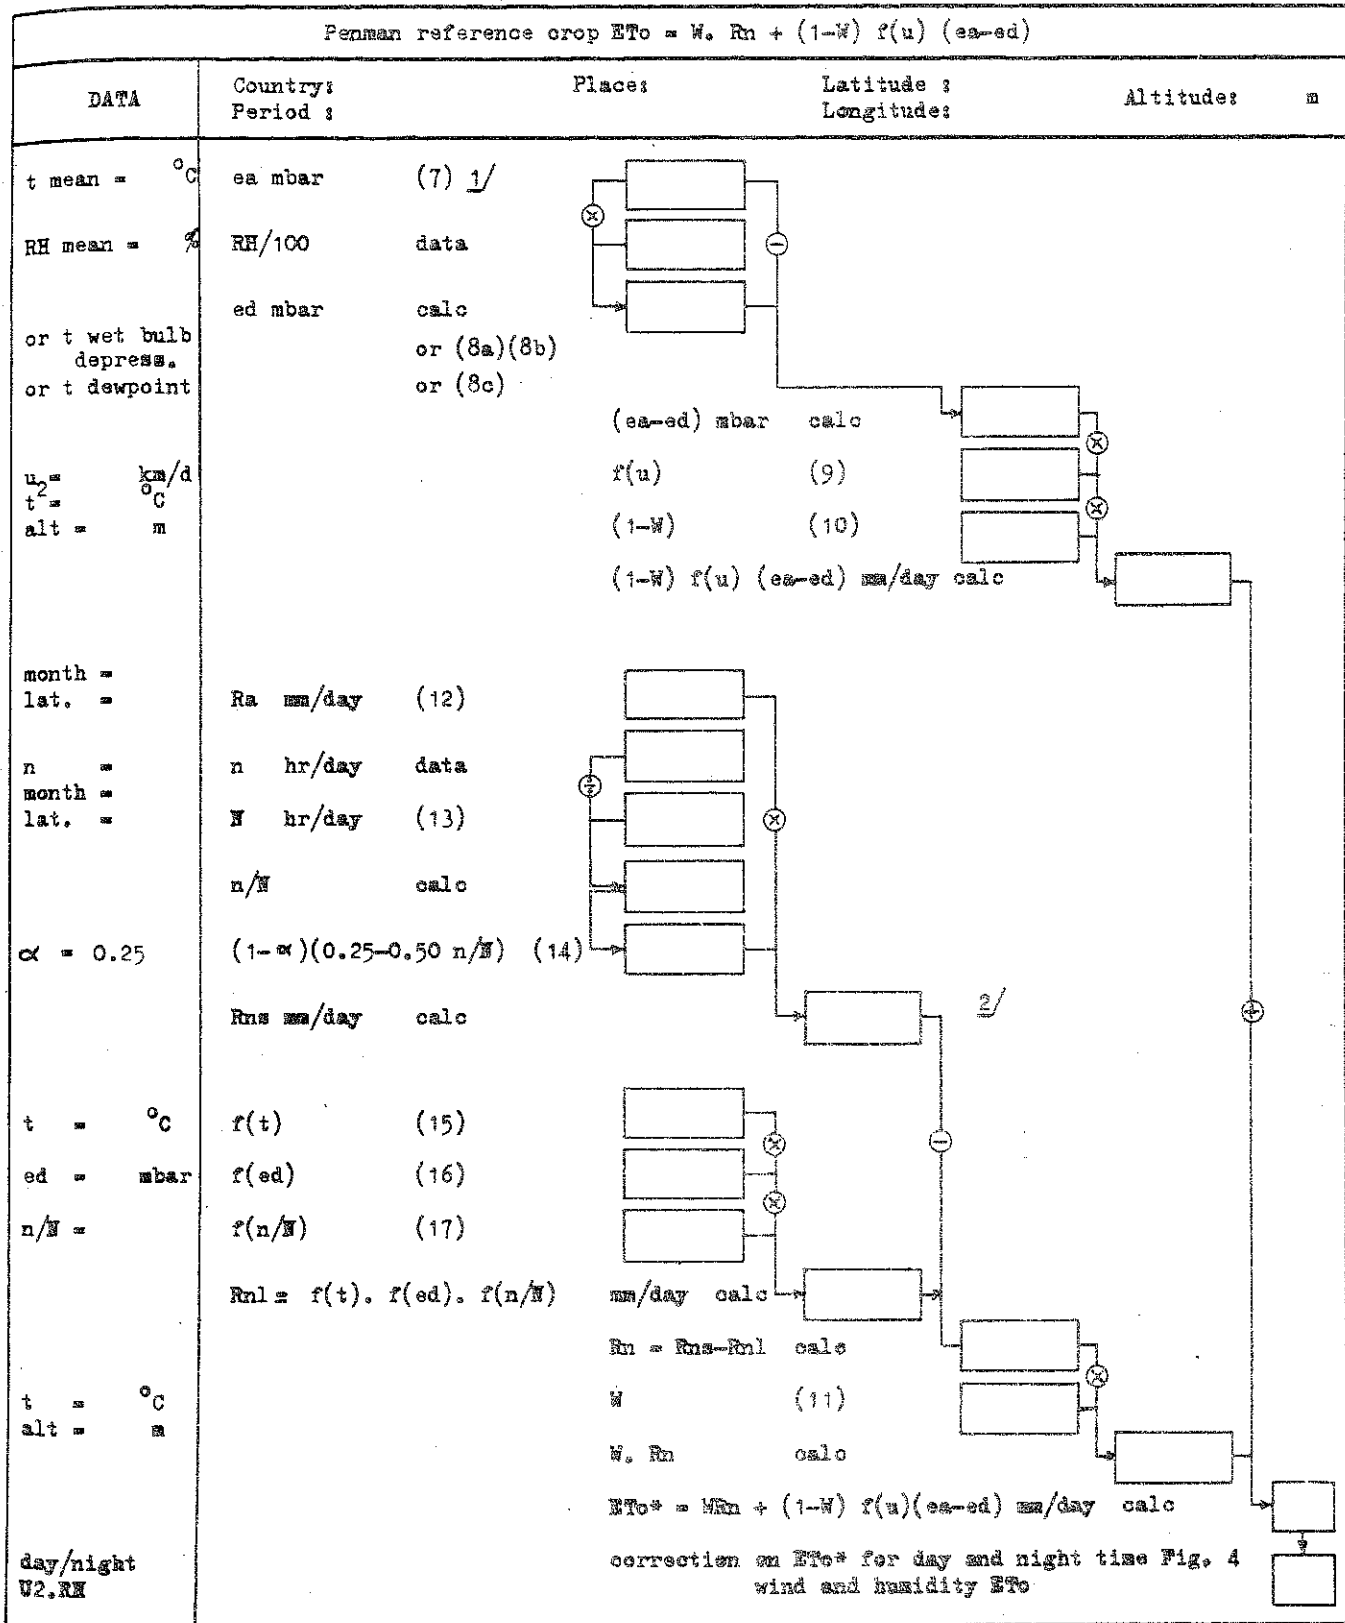 Penman reference crop ETo = W. Rn + (1-W) f(u) (ea-ed)
DATA Country: Place: Latitude : Altitude: m
Period : Longitude:
t mean = °C ea mbar (7) 1/
RH mean = % RH/100 data
ed mbar calc
or t wet bulb depress. or (8a)(8b)
or t dewpoint or (8c)
(ea-ed) mbar calc
u2= km/d f(u) (9)
t = °C
alt = m (1-W) (10)
(1-W) f(u) (ea-ed) mm/day calc
month =
lat. = Ra mm/day (12)
n = n hr/day data
month =
lat. = N hr/day (13)
n/N calc
α = 0.25 (1-α)(0.25-0.50 n/N) (14)
Rns mm/day calc 2/
t = °C f(t) (15)
ed = mbar f(ed) (16)
n/N = f(n/N) (17)
Rnl = f(t). f(ed). f(n/N) mm/day calc
Rn = Rns-Rnl calc
t = °C W (11)
alt = m
W. Rn calc
ETo* = WRn + (1-W) f(u)(ea-ed) mm/day calc
day/night correction on ETo* for day and night time Fig. 4
U2.RH wind and humidity ETo